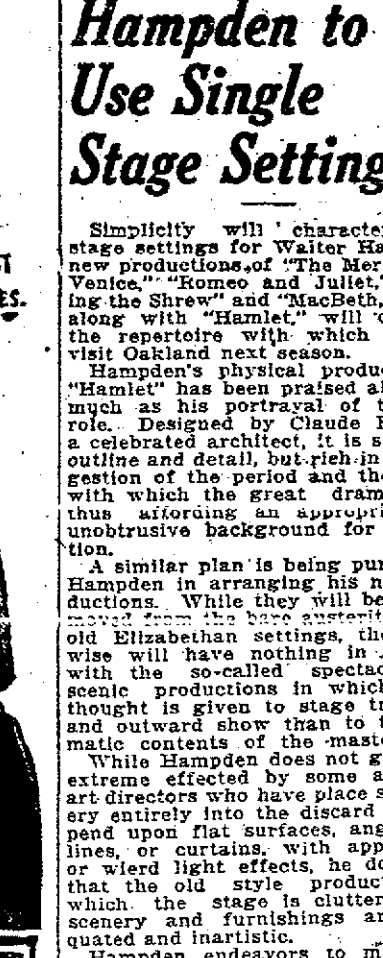 Hampden to
Use Single
Stage Setting
Simplicity will characte
stage settings for Walter Ha
new productions of "The Mer
Venice," "Romeo and Juliet,"
ing the Shrew" and "MacBeth,
along with "Hamlet," will
the repertoire with which
visit Oakland next season.
Hampden's physical produc
"Hamlet" has been praised al
much as his portrayal of t
role. Designed by Claude
a celebrated architect, it is s
outline and detail, but rich in
gestion of the period and the
with which the great dram
thus affording an appropri
unobtrusive background for
tion.
A similar plan is being pur
Hampden in arranging his n
ductions. While they will be
moved from the bare austerit
old Elizabethan settings, the
wise will have nothing in
with the so-called spectac
scenic productions in which
thought is given to stage tr
and outward show than to t
matic contents of the maste
While Hampden does not g
extreme effected by some a
art directors who have place s
ery entirely into the discard
pend upon flat surfaces, ang
lines, or curtains, with app
or wierd light effects, he do
that the old style produc
which the stage is clutter
scenery and furnishings ar
quated and inartistic.
Hampden endeavors to m
es.